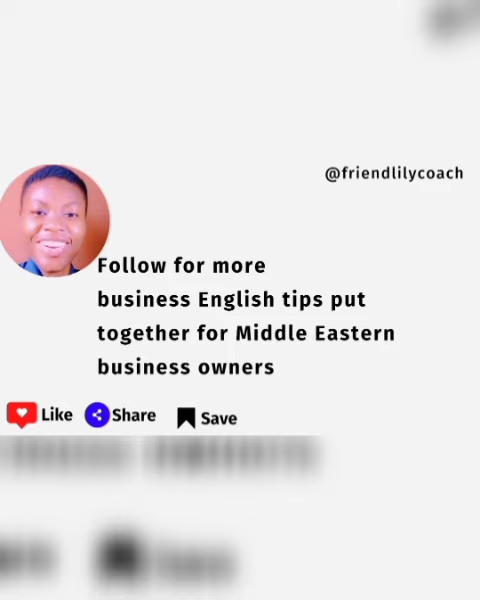 @friendlilycoach
Follow for more
business English tips put
together for Middle Eastern
business owners
Like Share Save